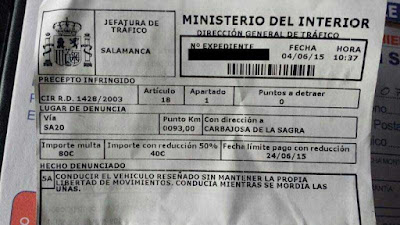 JEFATURA DE
TRAFICO
SALAMANCA
MINISTERIO DEL INTERIOR
DIRECCIÓN GENERAL DE TRÁFICO
Nº EXPEDIENTE FECHA HORA
04/06/15 10:37
PRECEPTO INFRINGIDO
Artículo Apartado Puntos a detraer
CIR R.D. 1428/2003 18 1 0
LUGAR DE DENUNCIA
Vía Punto Km Con dirección a
SA20 0093,00 CARBAJOSA DE LA SAGRA
Importe multa Importe con reducción 50% Fecha límite pago con reducción
80€ 40€ 24/06/15
HECHO DENUNCIADO
5A CONDUCIR EL VEHICULO RESEÑADO SIN MANTENER LA PROPIA
LIBERTAD DE MOVIMIENTOS. CONDUCIA MIENTRAS SE MORDIA LAS
UÑAS.